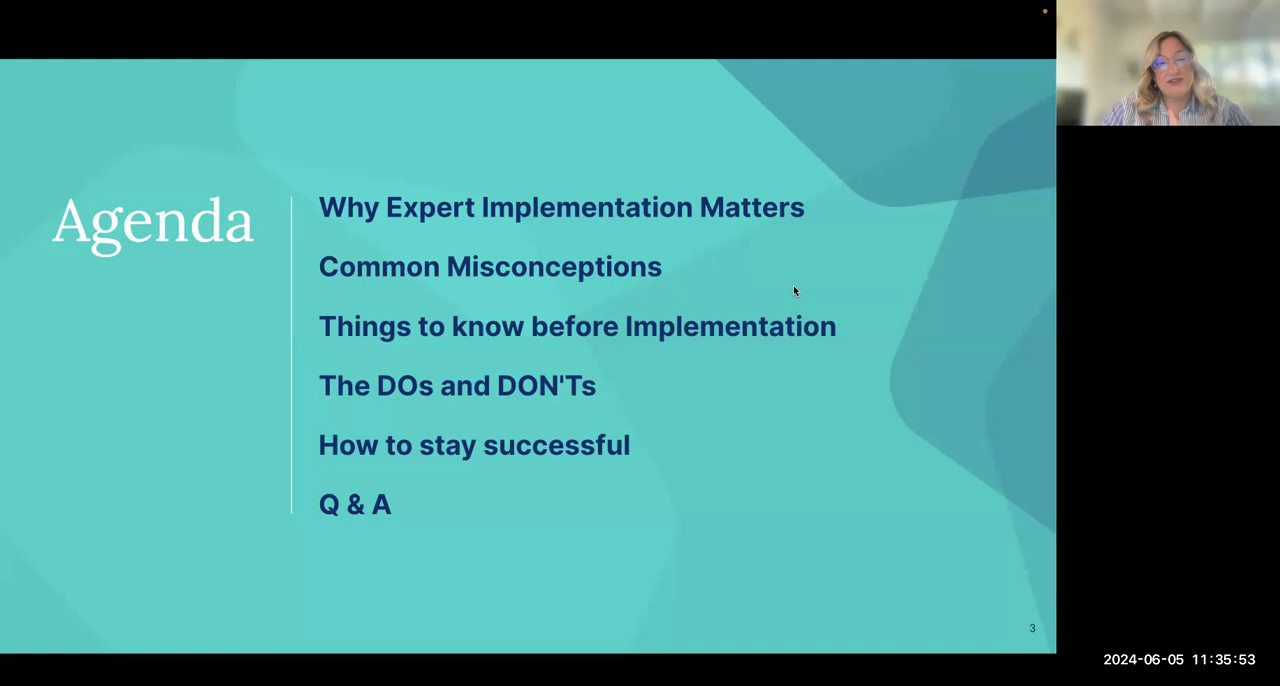 Agenda
Why Expert Implementation Matters
Common Misconceptions
Things to know before Implementation
The DOs and DON'Ts
How to stay successful
Q & A
3
2024-06-05 11:35:53